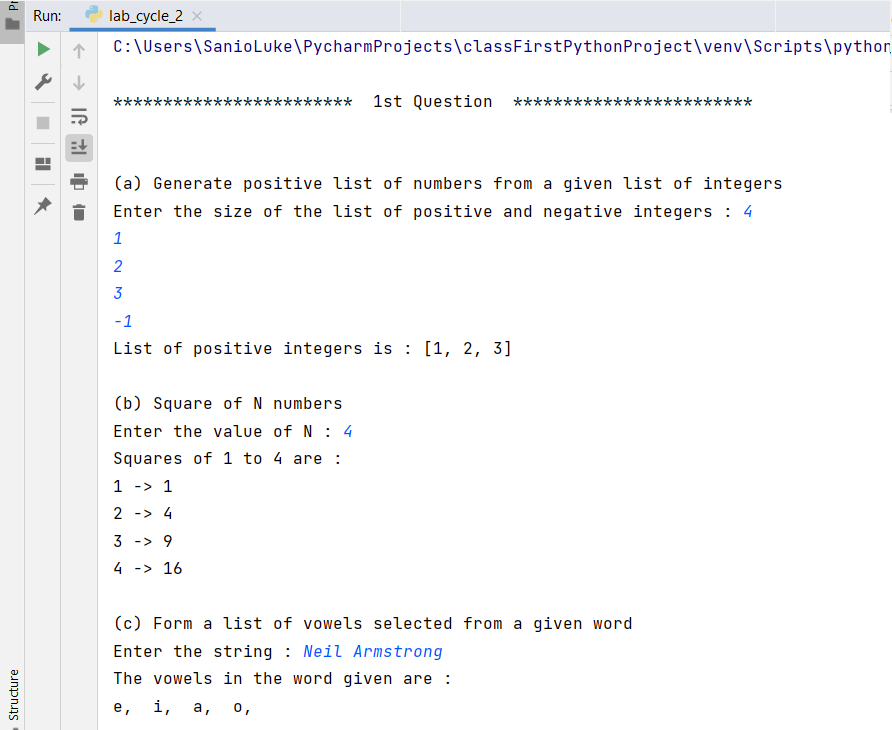 Pr
Run: lab_cycle_2
C:\Users\SanioLuke\PycharmProjects\classFirstPythonProject\venv\Scripts\python
************************  1st Question  ************************
(a) Generate positive list of numbers from a given list of integers
Enter the size of the list of positive and negative integers : 4
1
2
3
-1
List of positive integers is : [1, 2, 3]
(b) Square of N numbers
Enter the value of N : 4
Squares of 1 to 4 are :
1 -> 1
2 -> 4
3 -> 9
4 -> 16
(c) Form a list of vowels selected from a given word
Enter the string : Neil Armstrong
The vowels in the word given are :
e,  i,  a,  o,
Structure